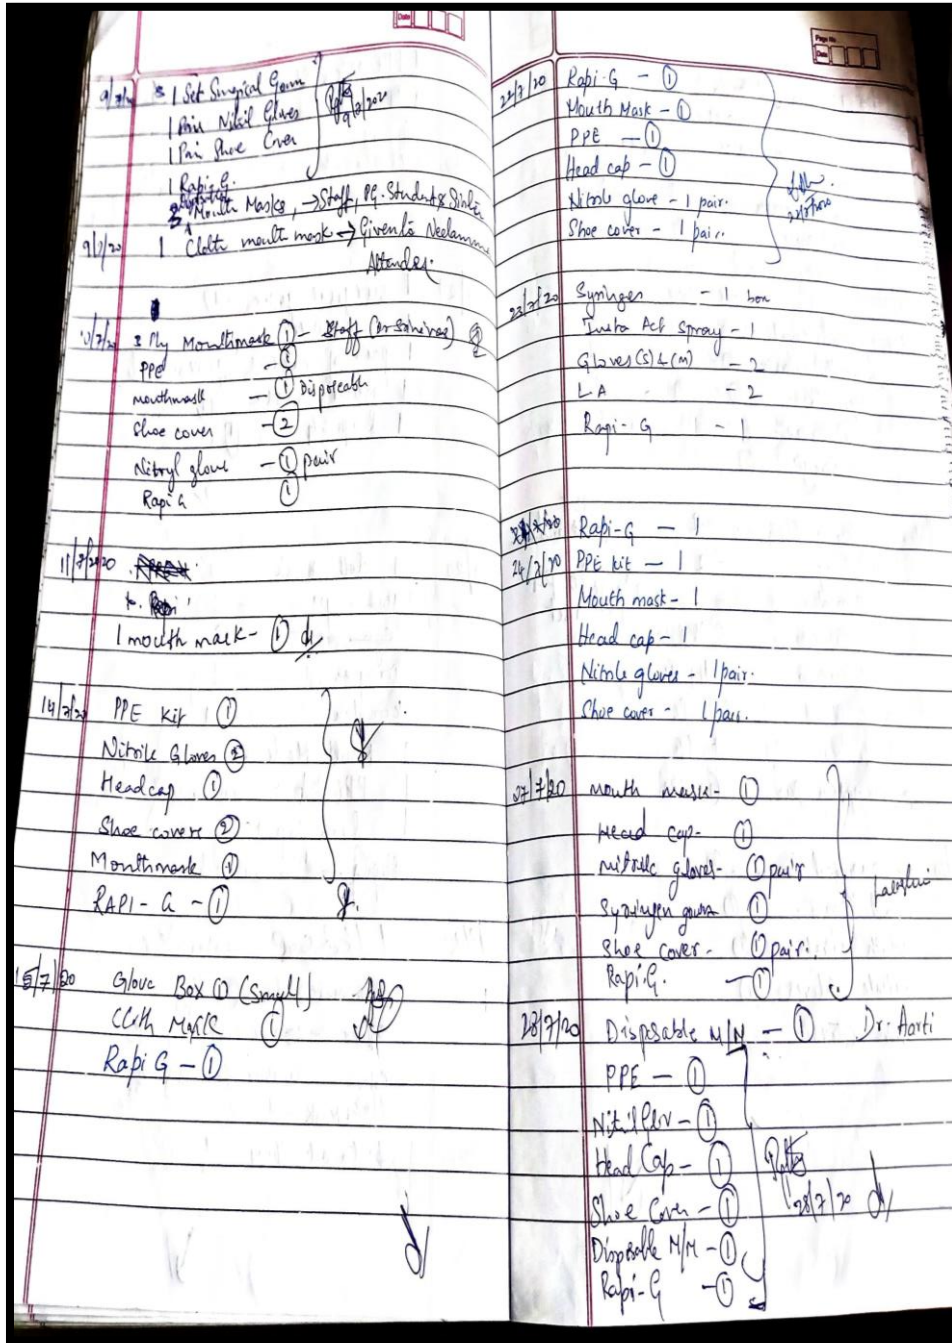 Date
9/7/20 1 Set Surgical Gown
1 Pair Nitril Gloves
1 Pair Shoe Cover
1 Rapi-G.
Mouth Masks, → Staff, PG. Students
9/7/20 1 Cloth mouth mask → Given to Neelamma
Attender.
3 Ply Mouthmask ① - Staff
PPE - ①
mouthmask - ① Disposeable
Shoe cover - ②
Nitryl glove - ① pair
Rapi G ①
11/7/2020
1 mouth mask - ①
14/7/20 PPE Kit ①
Nitrile Gloves ②
Headcap ①
Shoe covers ②
Mouthmask ①
RAPI - G - ①
15/7/20 Glove Box ① (Small)
Cloth Mask ①
Rapi G - ①
Page No.
Date
22/7/20 Rapi-G - ①
Mouth Mask - ①
PPE - ①
Head cap - ①
Nitrile glove - 1 pair.
Shoe cover - 1 pair.
23/7/20 Syringes - 1 box
Insta Act Spray - 1
Gloves (S) & (M) - 2
LA - 2
Rapi-G - 1
Rapi-G - 1
24/7/20 PPE kit - 1
Mouth mask - 1
Head cap - 1
Nitrile gloves - 1 pair.
Shoe cover - 1 pair.
27/7/20 mouth mask - ①
Head cap - ①
nitrile gloves - ① pair
①
Shoe cover - ① pair.
Rapi.G. - ①
28/7/20 Disposable M/M - ① Dr. Aarti
PPE - ①
Nitril Glov - ①
Head Cap - ①
Shoe Cover - ① 28/7/20
Disposable M/M - ①
Rapi-G - ①